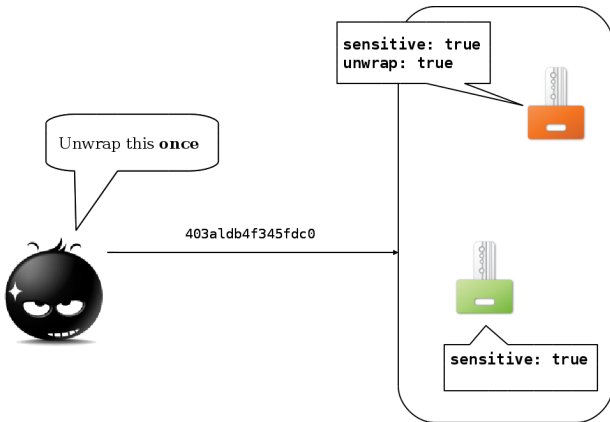 sensitive: true
unwrap: true
Unwrap this once
403a1db4f345fdc0
sensitive: true